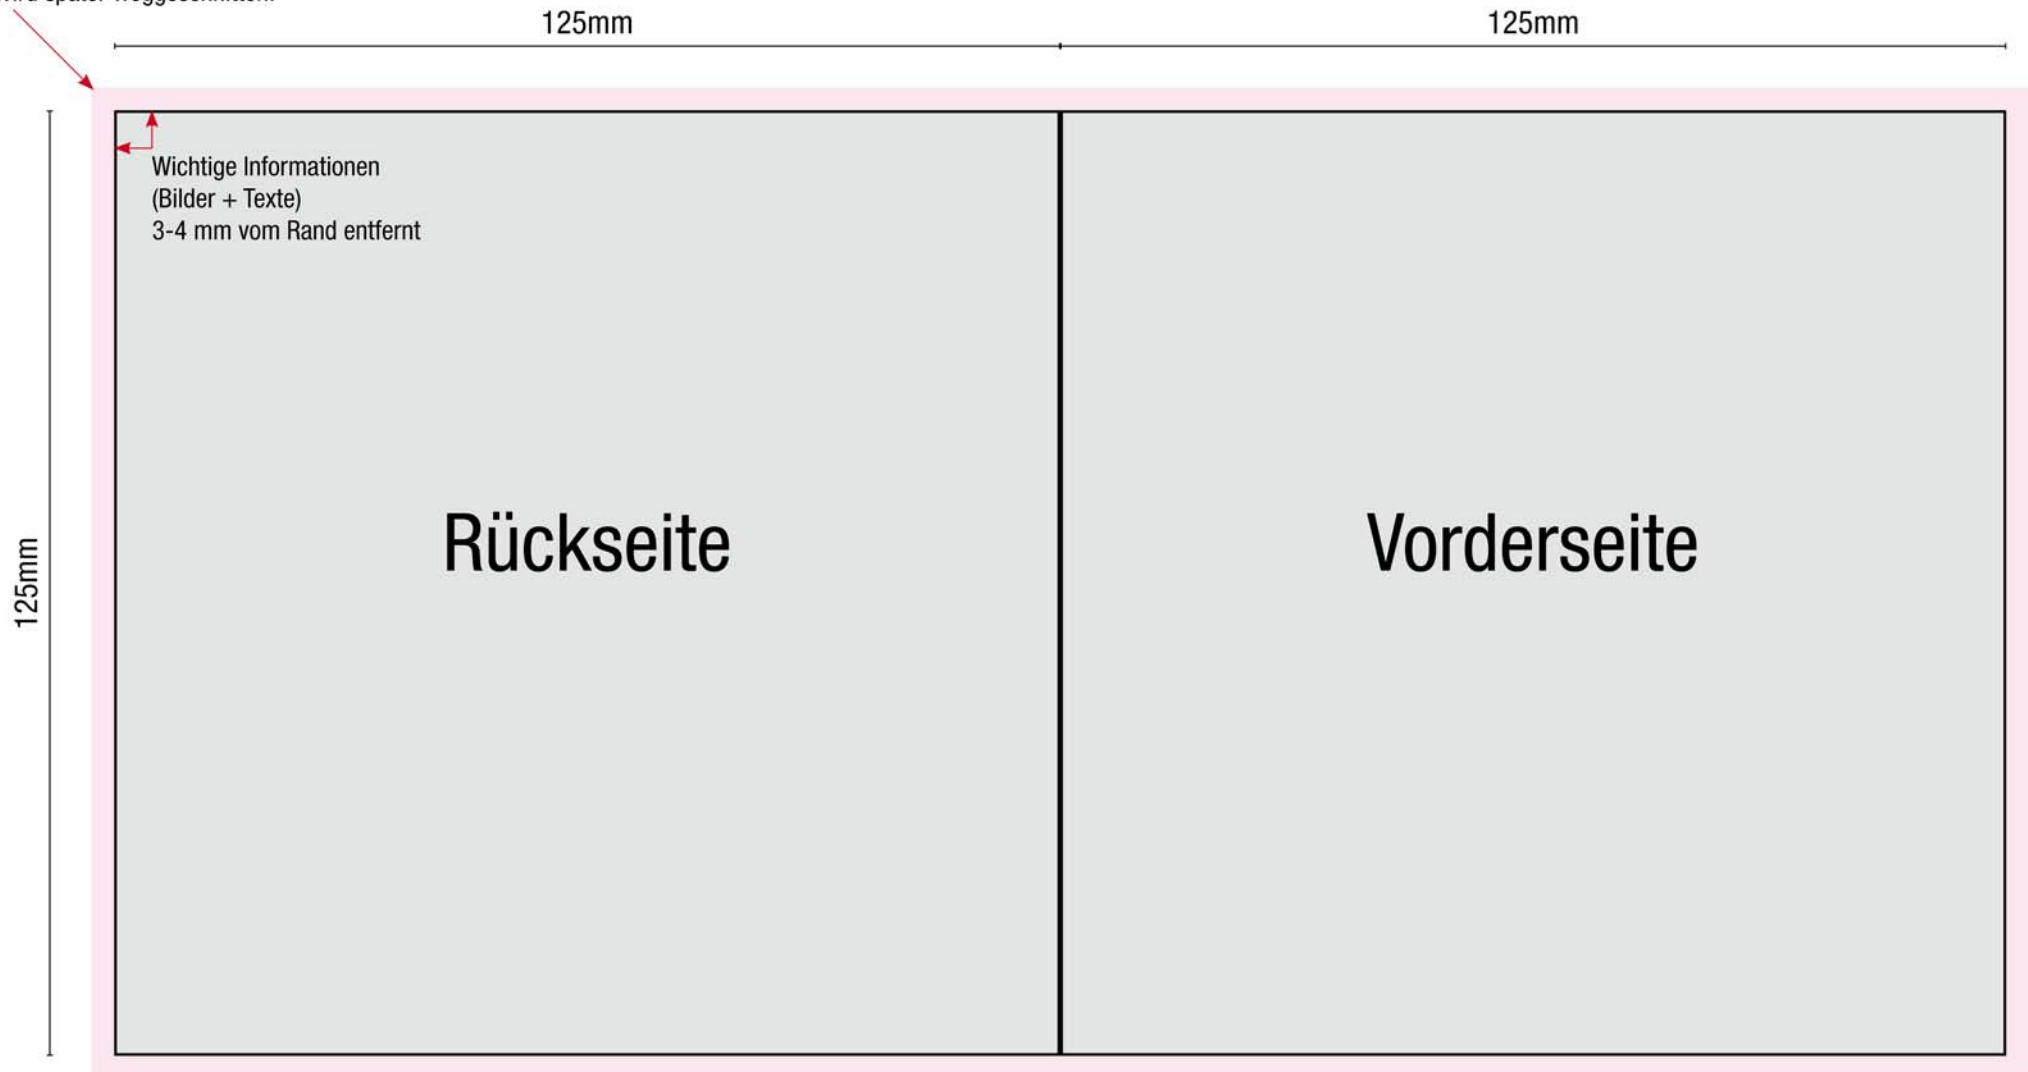 125mm
125mm
Wichtige Informationen
(Bilder + Texte)
3-4 mm vom Rand entfernt
Rückseite
Vorderseite
125mm